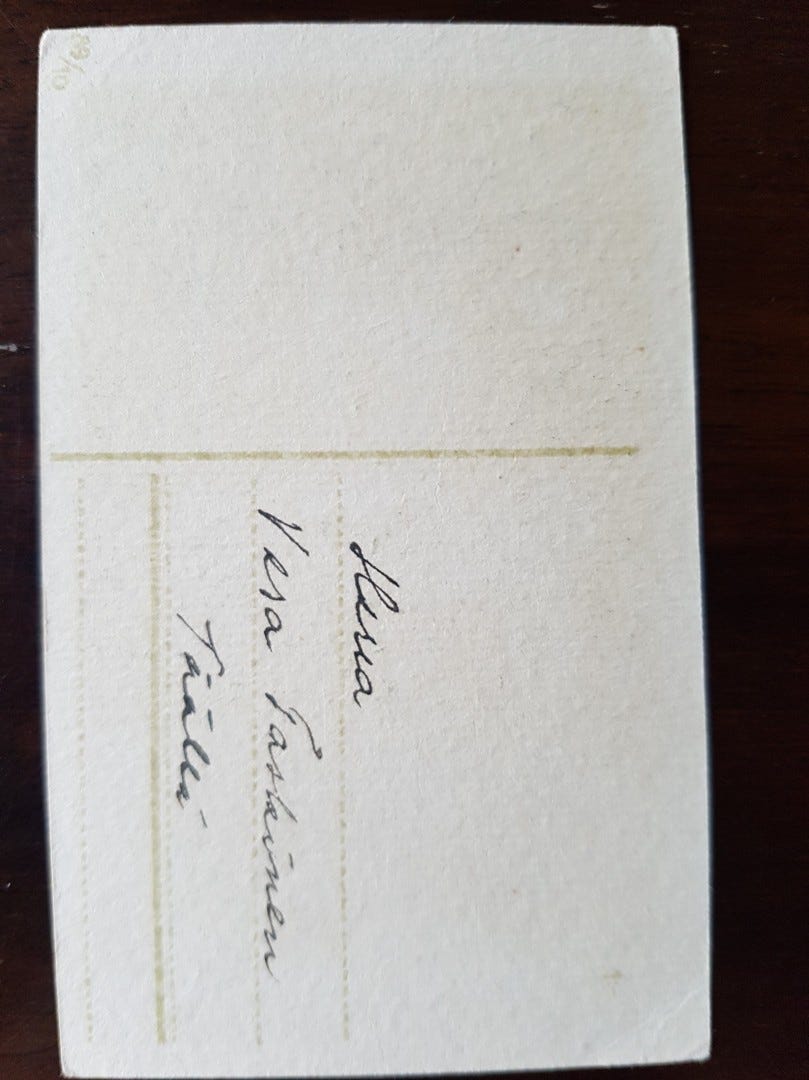 Herra
Vesa Taskinen
Täällä